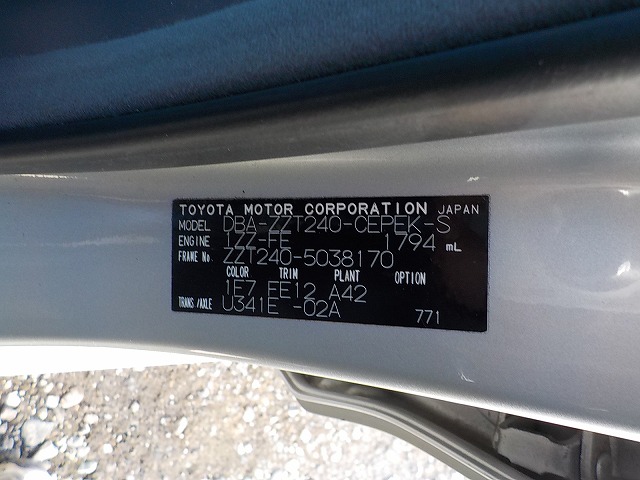 TOYOTA MOTOR CORPORATION JAPAN
MODEL DBA-ZZT240-CEPEK-S
ENGINE 1ZZ-FE 1794 mL
FRAME No. ZZT240-5038170
COLOR TRIM PLANT OPTION
1E7 FE12 A42
TRANS/AXLE U341E -02A 771